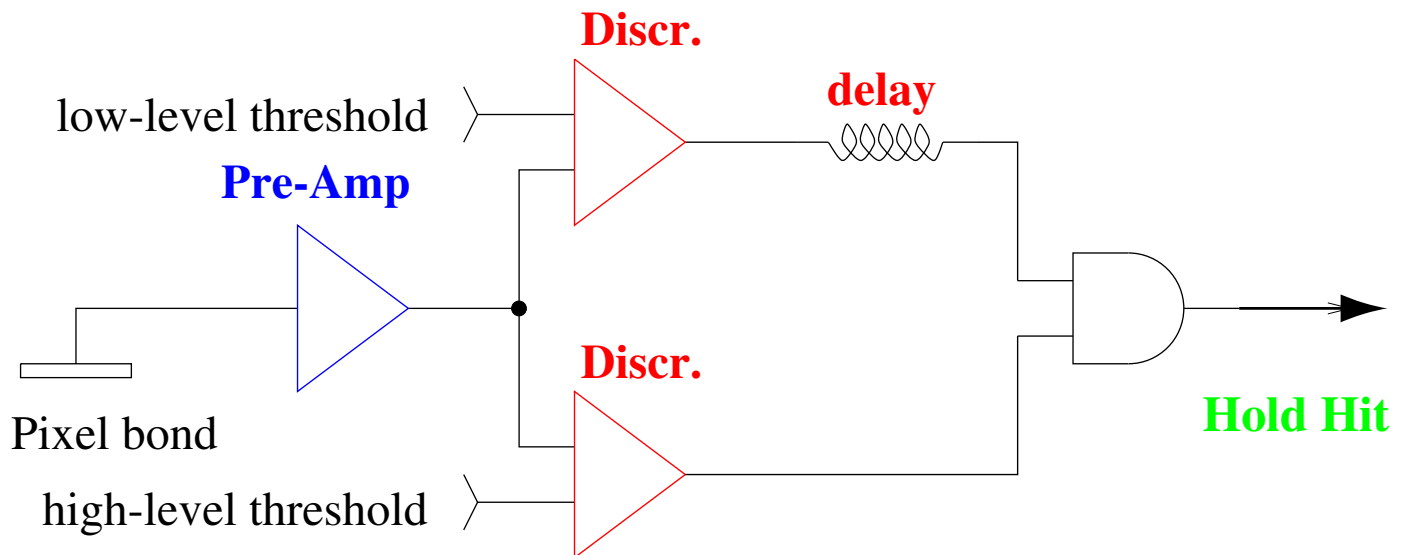 Discr.
low-level threshold
delay
Pre-Amp
Discr.
Hold Hit
Pixel bond
high-level threshold